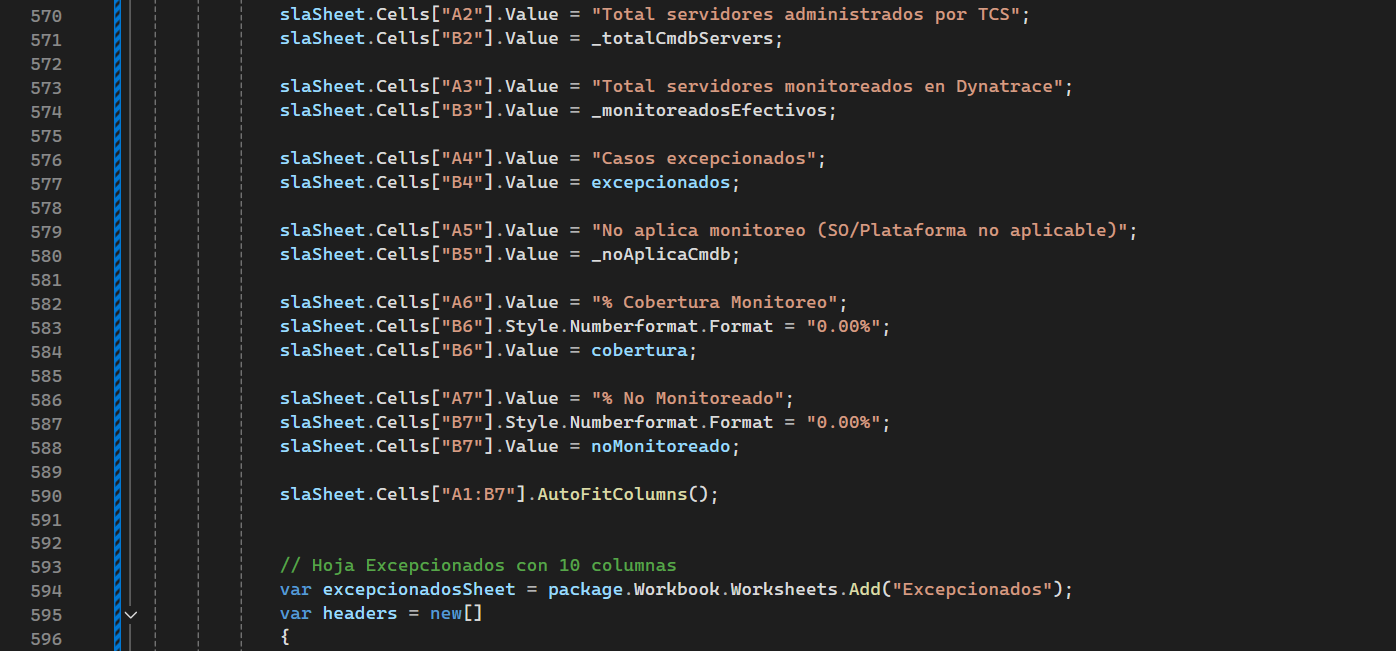 570 slaSheet.Cells["A2"].Value = "Total servidores administrados por TCS";
571 slaSheet.Cells["B2"].Value = _totalCmdbServers;
572
573 slaSheet.Cells["A3"].Value = "Total servidores monitoreados en Dynatrace";
574 slaSheet.Cells["B3"].Value = _monitoreadosEfectivos;
575
576 slaSheet.Cells["A4"].Value = "Casos excepcionados";
577 slaSheet.Cells["B4"].Value = excepcionados;
578
579 slaSheet.Cells["A5"].Value = "No aplica monitoreo (SO/Plataforma no aplicable)";
580 slaSheet.Cells["B5"].Value = _noAplicaCmdb;
581
582 slaSheet.Cells["A6"].Value = "% Cobertura Monitoreo";
583 slaSheet.Cells["B6"].Style.Numberformat.Format = "0.00%";
584 slaSheet.Cells["B6"].Value = cobertura;
585
586 slaSheet.Cells["A7"].Value = "% No Monitoreado";
587 slaSheet.Cells["B7"].Style.Numberformat.Format = "0.00%";
588 slaSheet.Cells["B7"].Value = noMonitoreado;
589
590 slaSheet.Cells["A1:B7"].AutoFitColumns();
591
592
593 // Hoja Excepcionados con 10 columnas
594 var excepcionadosSheet = package.Workbook.Worksheets.Add("Excepcionados");
595 var headers = new[]
596 {